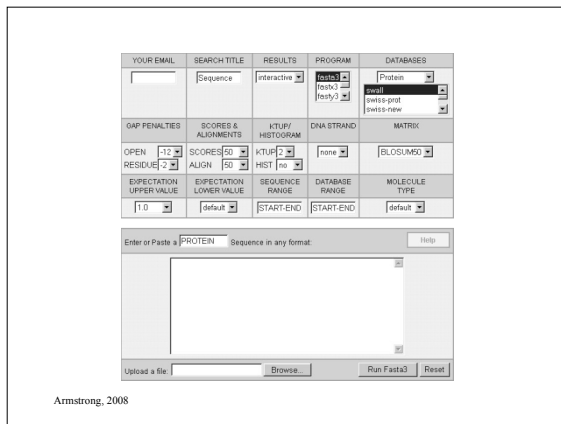 YOUR EMAIL SEARCH TITLE RESULTS PROGRAM DATABASES
Sequence interactive fasta3 Protein
fastx3 swall
fasty3 swiss-prot
swiss-new
GAP PENALTIES SCORES & ALIGNMENTS KTUP/ HISTOGRAM DNA STRAND MATRIX
OPEN -12 SCORES 50 KTUP 2 none BLOSUM50
RESIDUE -2 ALIGN 50 HIST no
EXPECTATION UPPER VALUE EXPECTATION LOWER VALUE SEQUENCE RANGE DATABASE RANGE MOLECULE TYPE
1.0 default START-END START-END default
Enter or Paste a PROTEIN Sequence in any format: Help
Upload a file: Browse... Run Fasta3 Reset
Armstrong, 2008